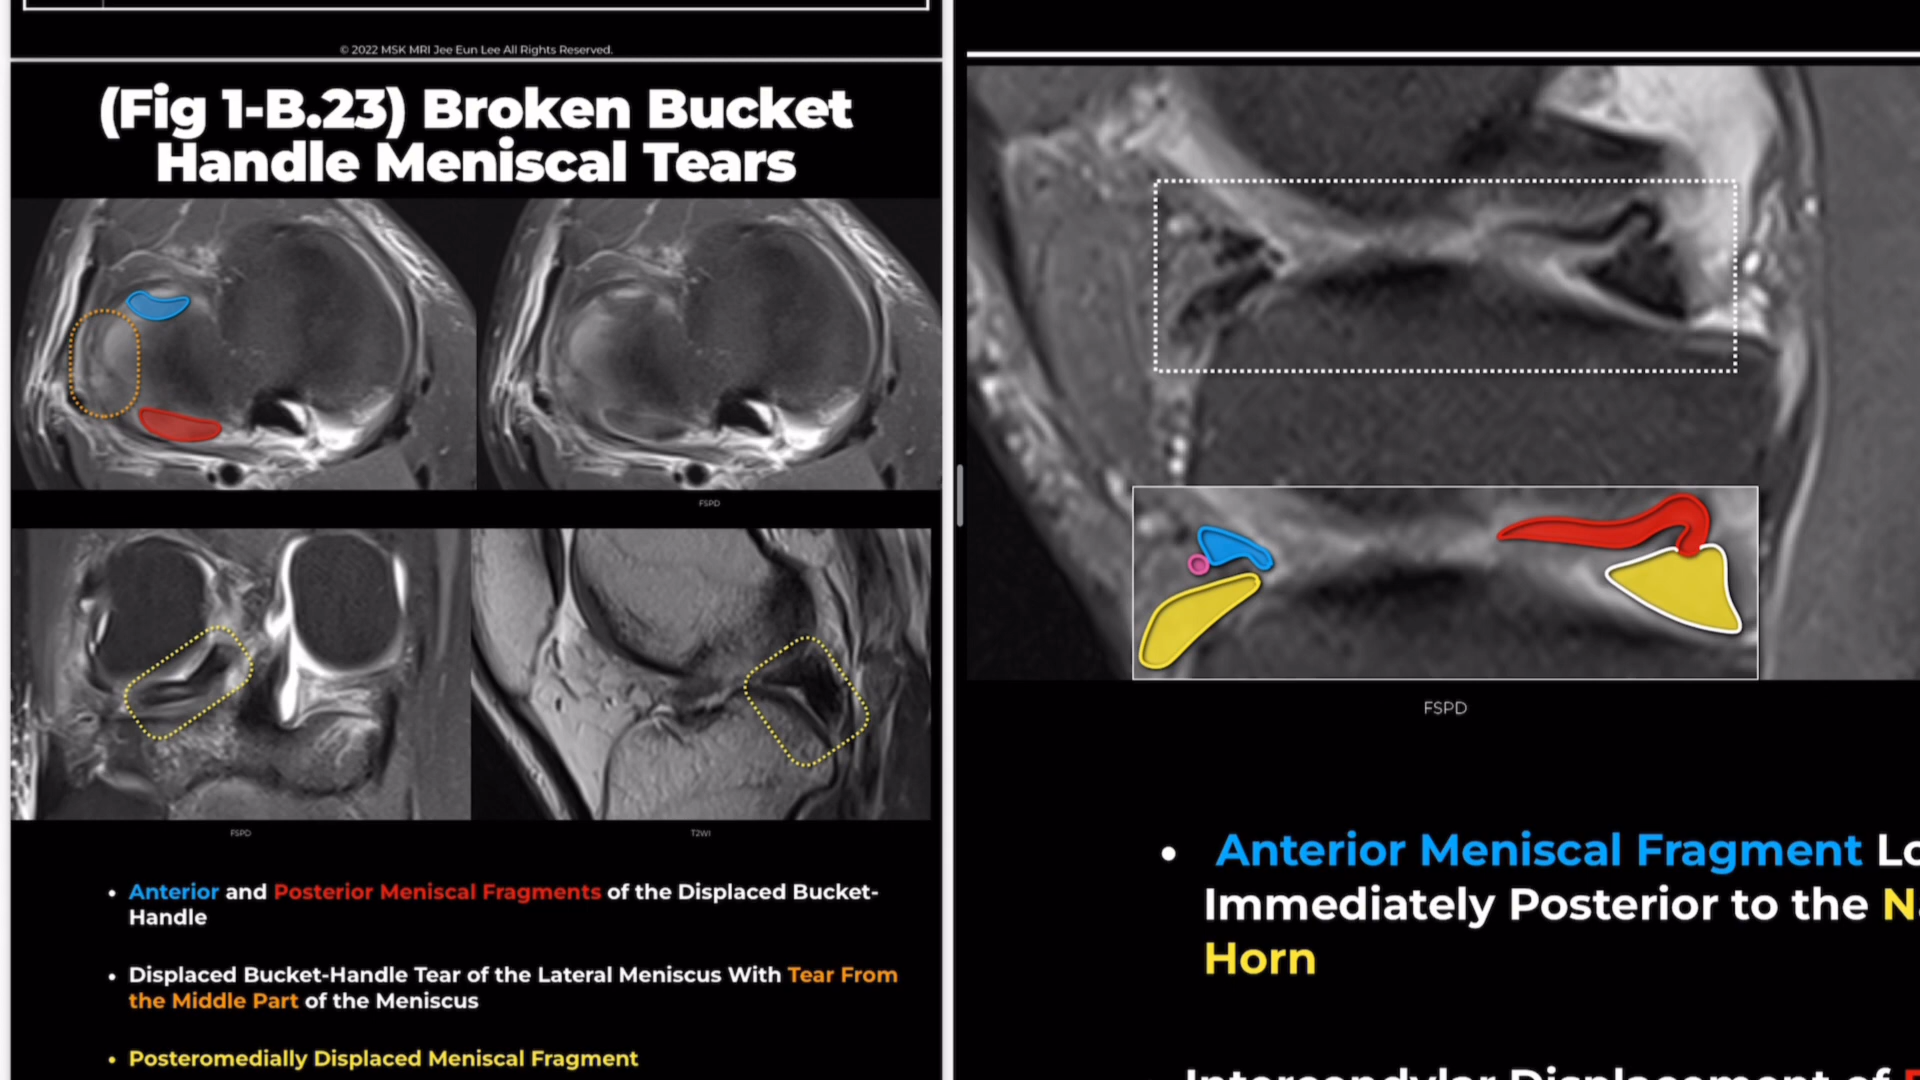 © 2022 MSK MRI Jee Eun Lee All Rights Reserved.
(Fig 1-B.23) Broken Bucket
Handle Meniscal Tears
FSPD
FSPD
T2WI
• Anterior and Posterior Meniscal Fragments of the Displaced Bucket-
Handle
• Displaced Bucket-Handle Tear of the Lateral Meniscus With Tear From
the Middle Part of the Meniscus
• Posteromedially Displaced Meniscal Fragment
FSPD
• Anterior Meniscal Fragment
Immediately Posterior to the
Horn
Intercondylar Displacement of